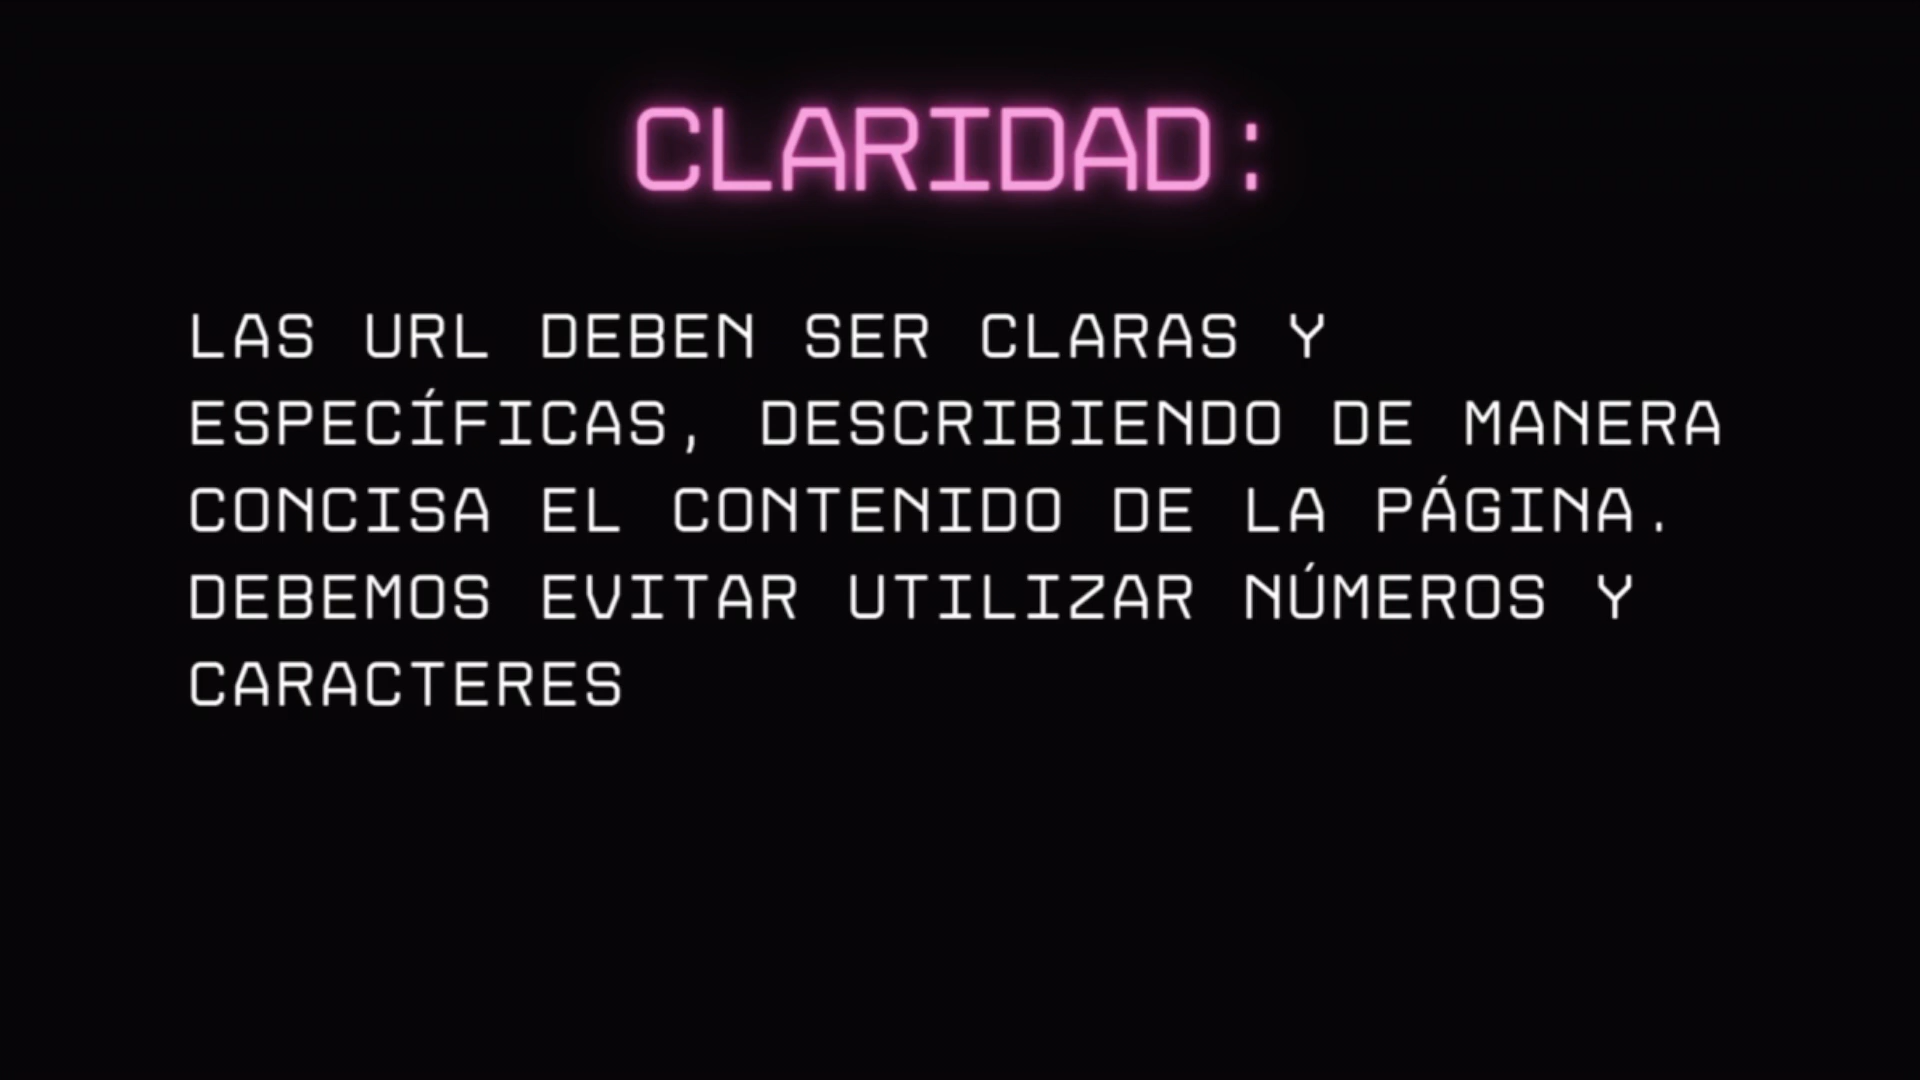 CLARIDAD:
LAS URL DEBEN SER CLARAS Y
ESPECÍFICAS, DESCRIBIENDO DE MANERA
CONCISA EL CONTENIDO DE LA PÁGINA.
DEBEMOS EVITAR UTILIZAR NÚMEROS Y
CARACTERES